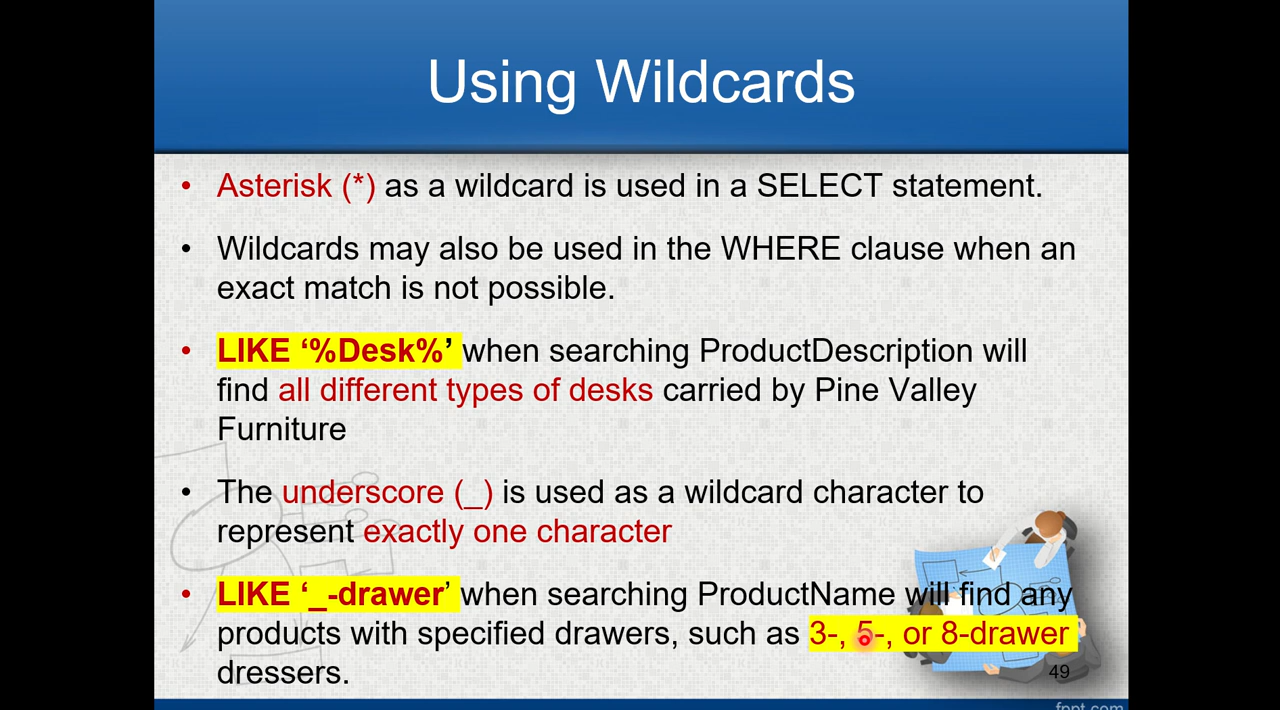 Using Wildcards
• Asterisk (*) as a wildcard is used in a SELECT statement.
• Wildcards may also be used in the WHERE clause when an
exact match is not possible.
• LIKE ‘%Desk%’ when searching ProductDescription will
find all different types of desks carried by Pine Valley
Furniture
• The underscore (_) is used as a wildcard character to
represent exactly one character
• LIKE ‘_-drawer’ when searching ProductName will find any
products with specified drawers, such as 3-, 5-, or 8-drawer
dressers.
49
fppt.com